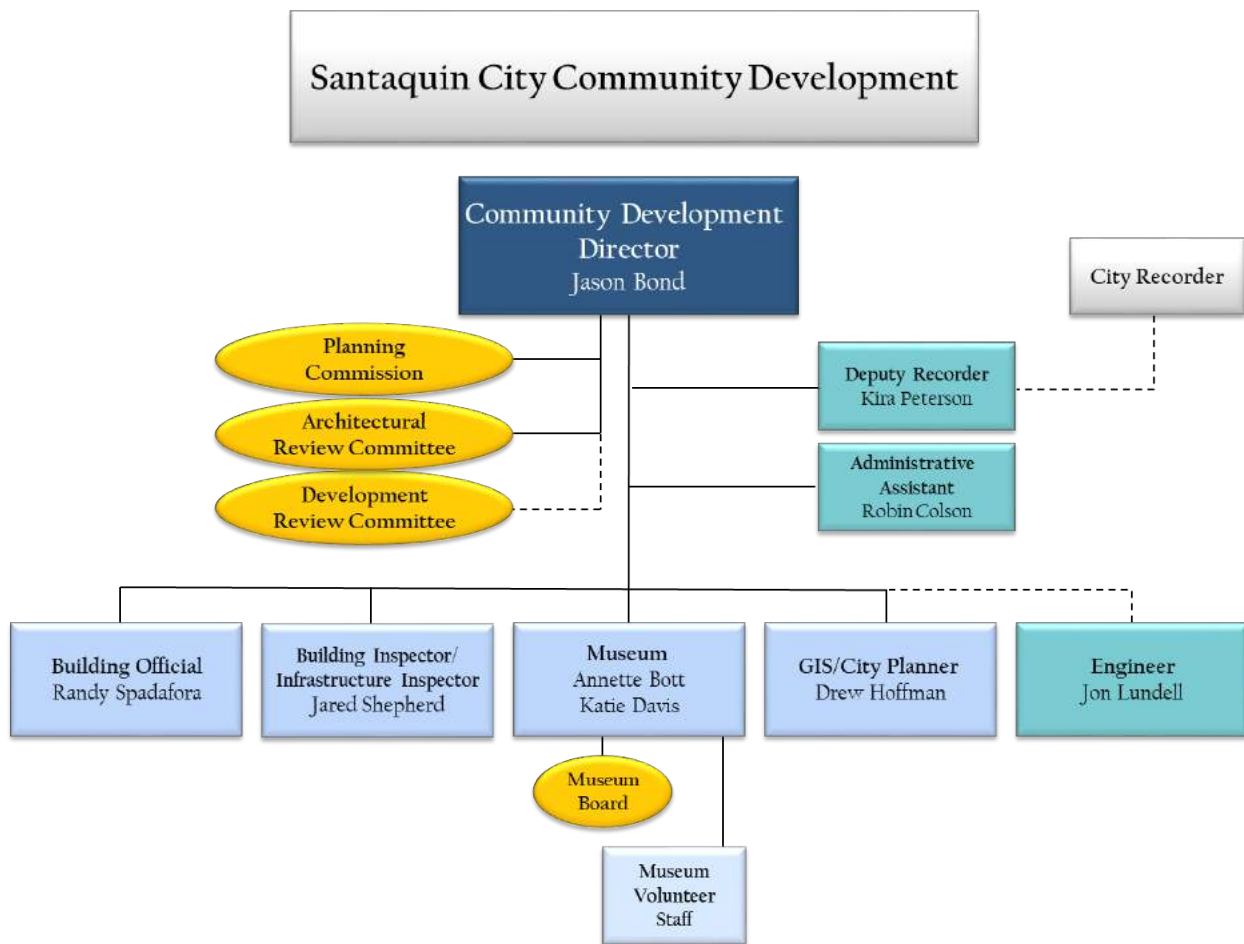 Santaquin City Community Development
Community Development
Director
Jason Bond
City Recorder
Planning
Commission
Deputy Recorder
Kira Peterson
Architectural
Review Committee
Administrative
Assistant
Robin Colson
Development
Review Committee
Building Official
Randy Spadafora
Building Inspector/
Infrastructure Inspector
Jared Shepherd
Museum
Annette Bott
Katie Davis
GIS/City Planner
Drew Hoffman
Engineer
Jon Lundell
Museum
Board
Museum
Volunteer
Staff